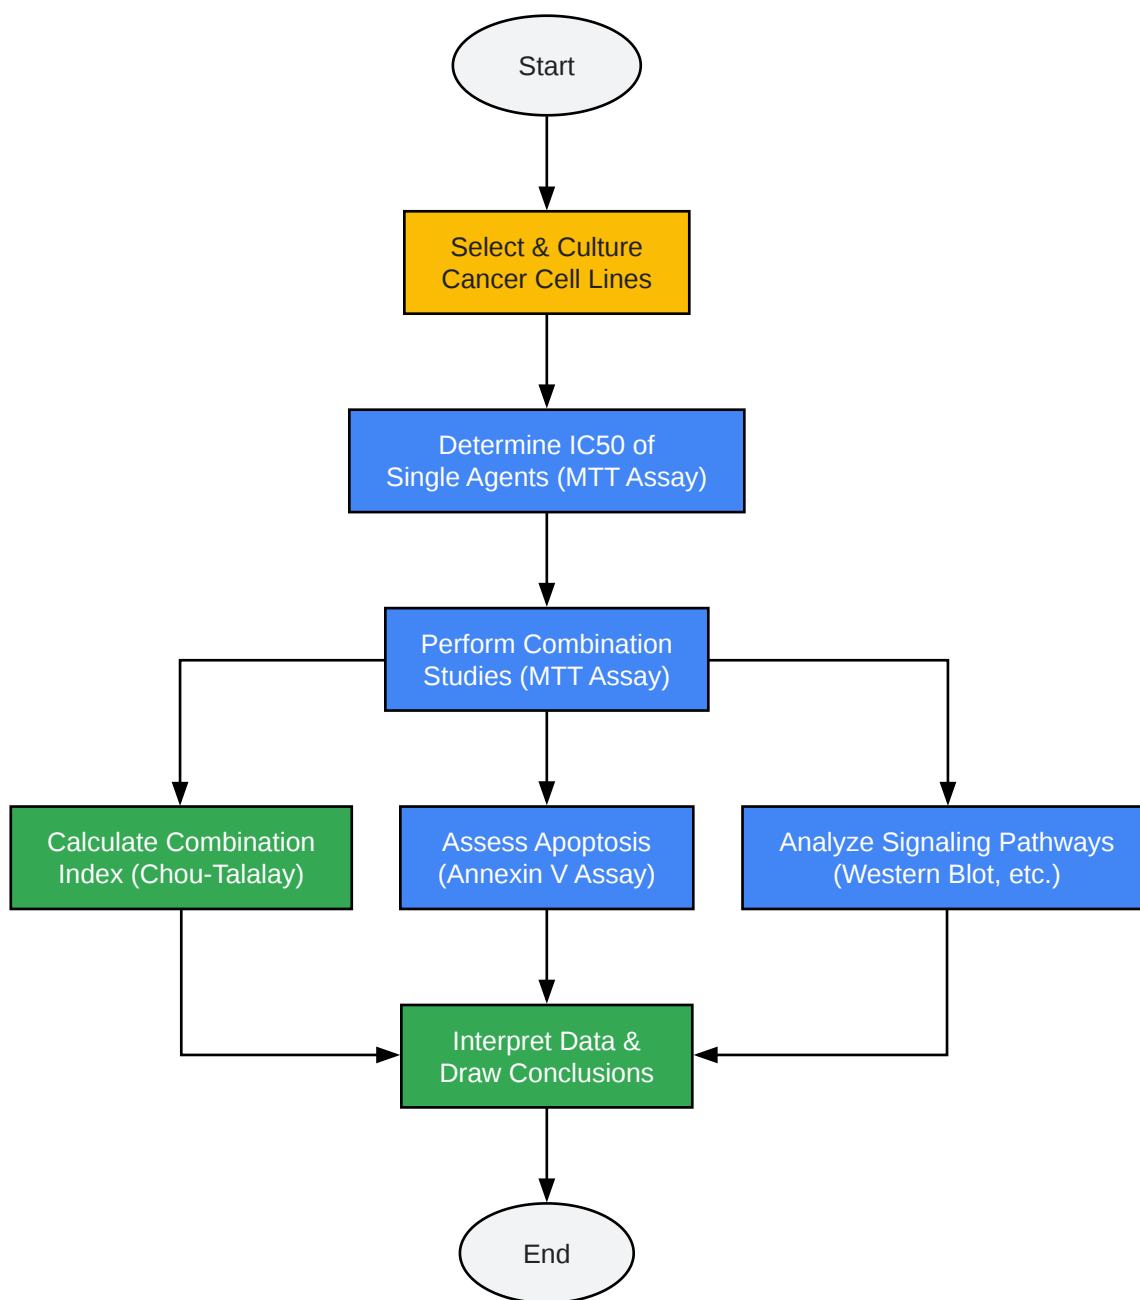 Start
Select & Culture
Cancer Cell Lines
Determine IC50 of
Single Agents (MTT Assay)
Perform Combination
Studies (MTT Assay)
Calculate Combination
Index (Chou-Talalay)
Assess Apoptosis
(Annexin V Assay)
Analyze Signaling Pathways
(Western Blot, etc.)
Interpret Data &
Draw Conclusions
End